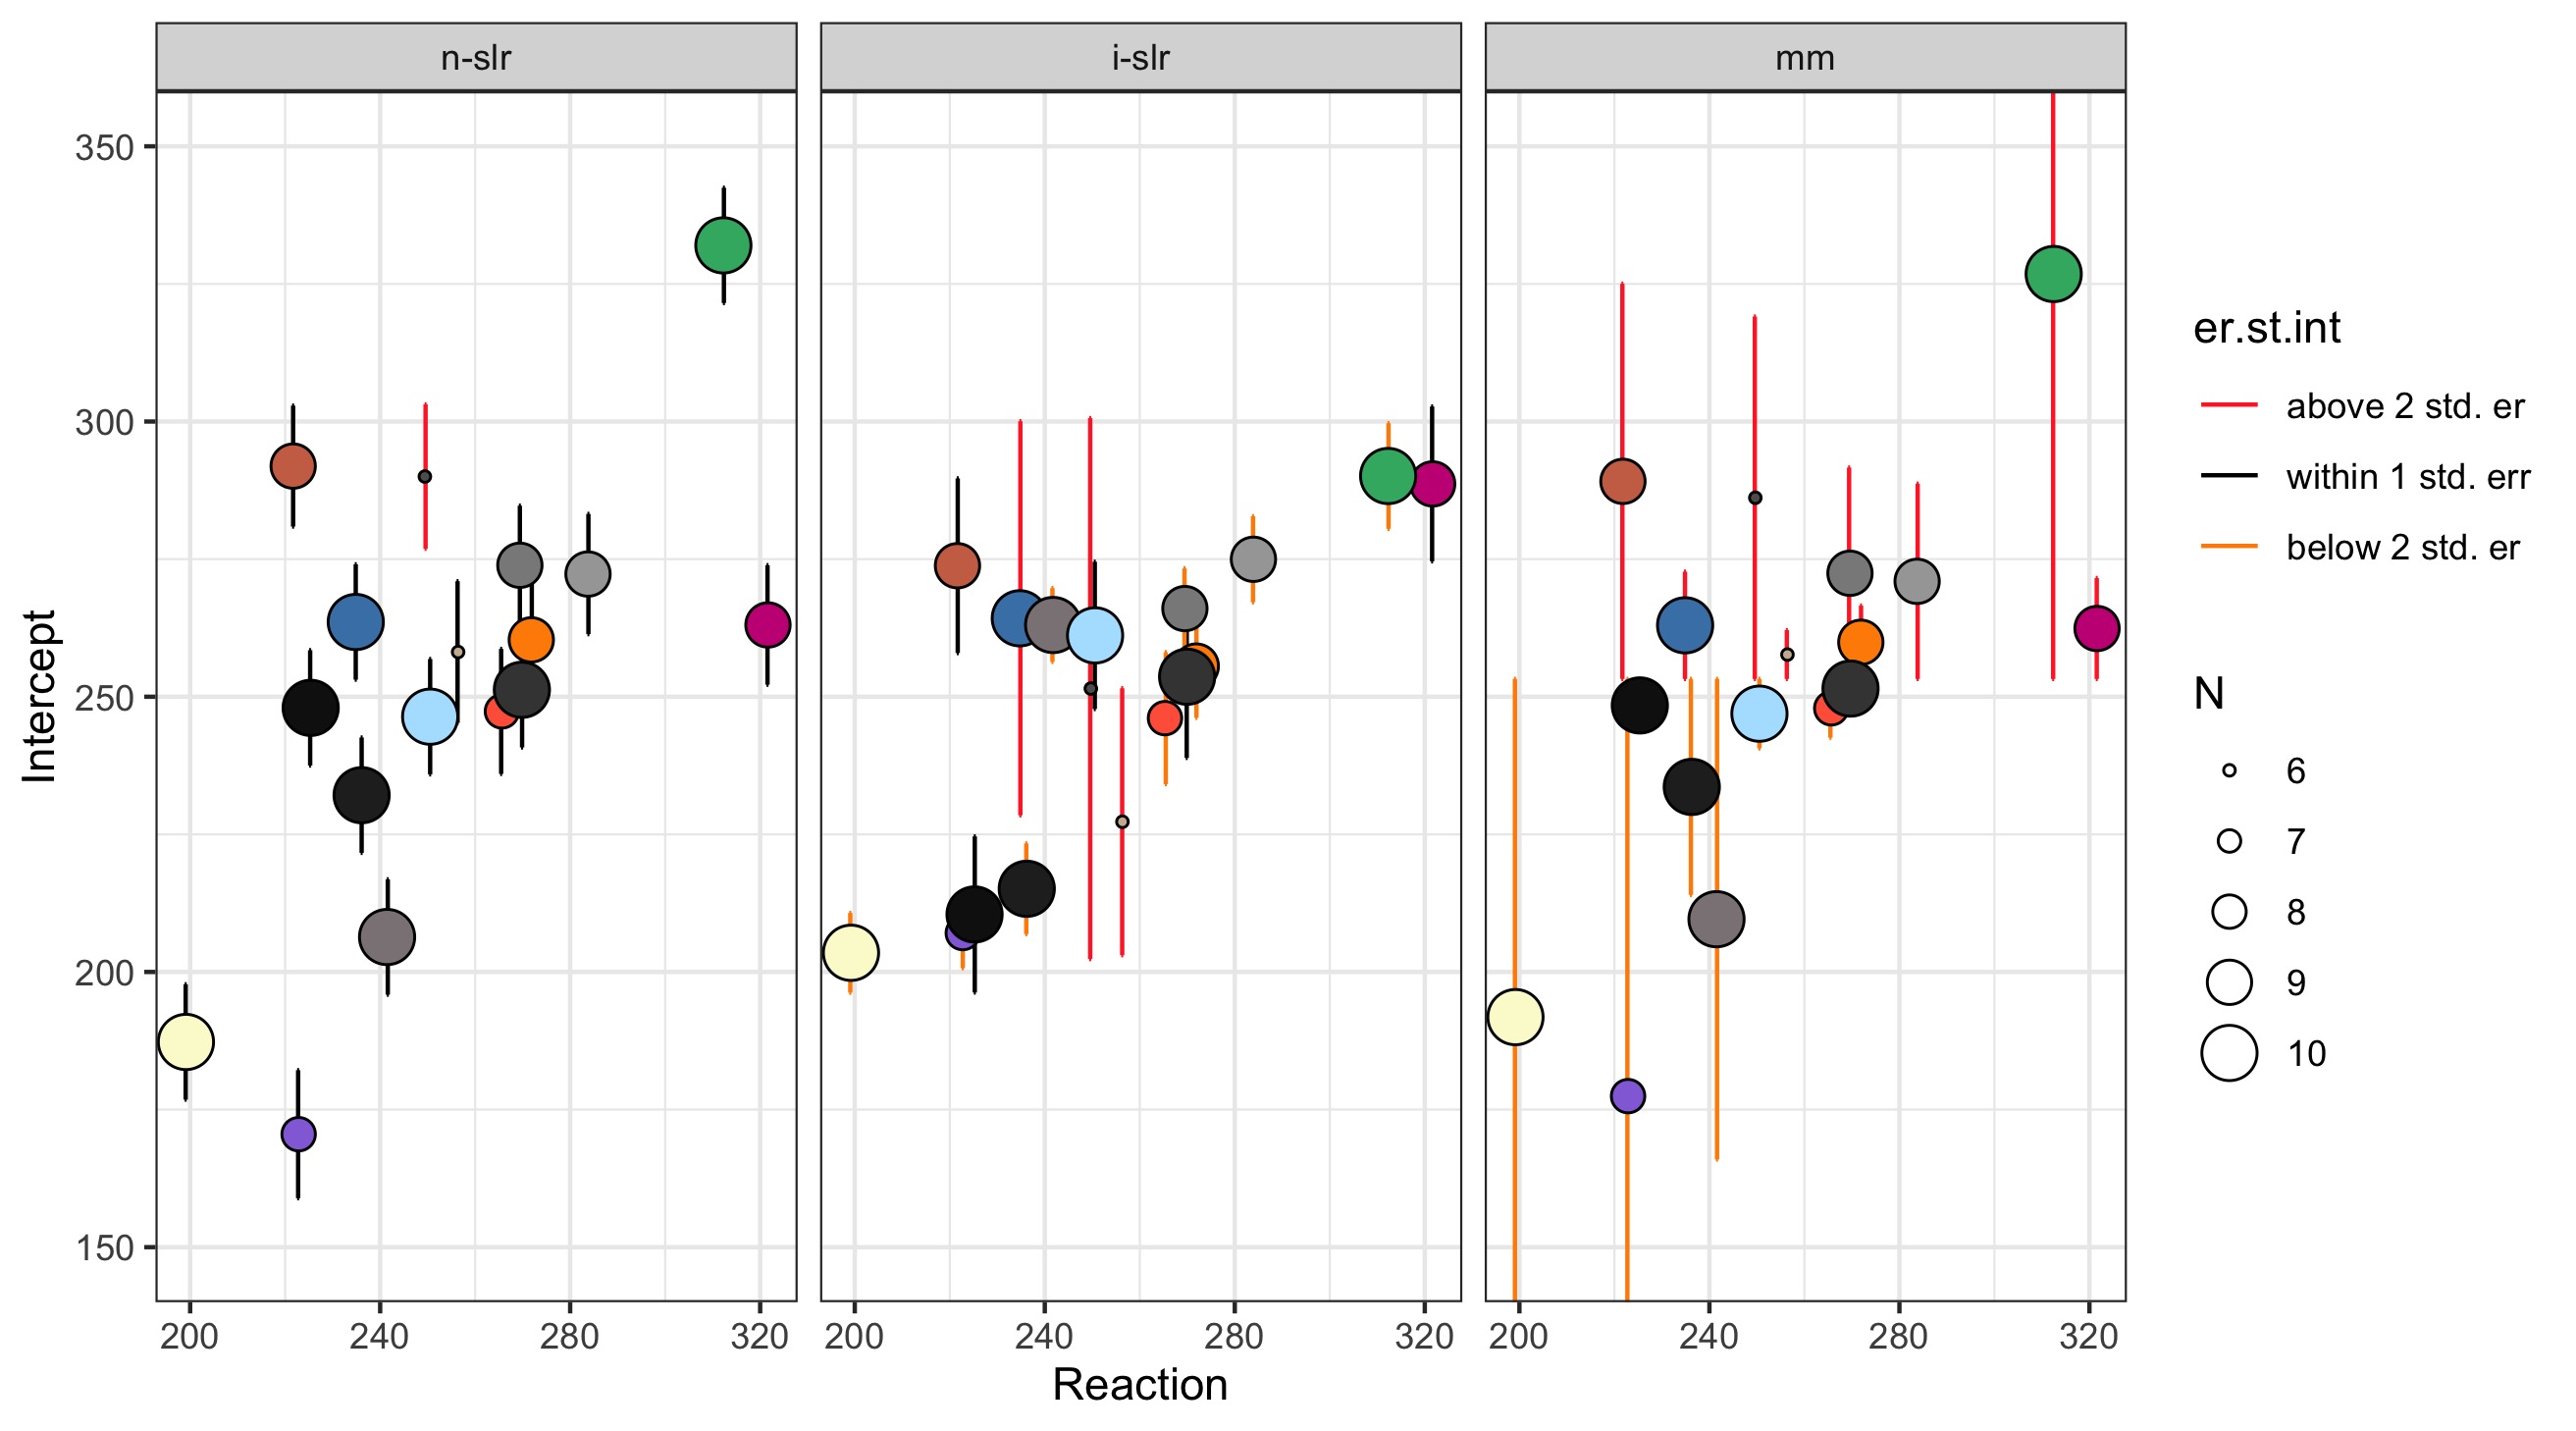 n-slr
i-slr
mm
350
300
250
200
150
Intercept
200 240 280 320
200 240 280 320
200 240 280 320
Reaction
er.st.int
above 2 std. er
within 1 std. err
below 2 std. er
N
6
7
8
9
10